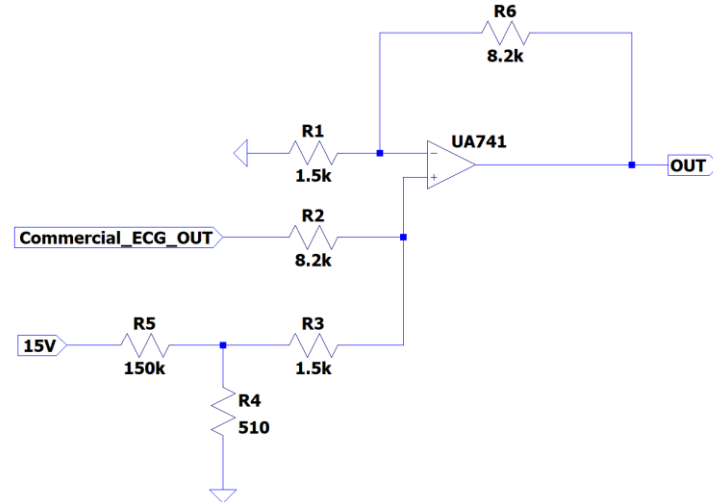 R6
8.2k
R1
1.5k
UA741
OUT
R2
8.2k
Commercial_ECG_OUT
15V
R5
150k
R3
1.5k
R4
510